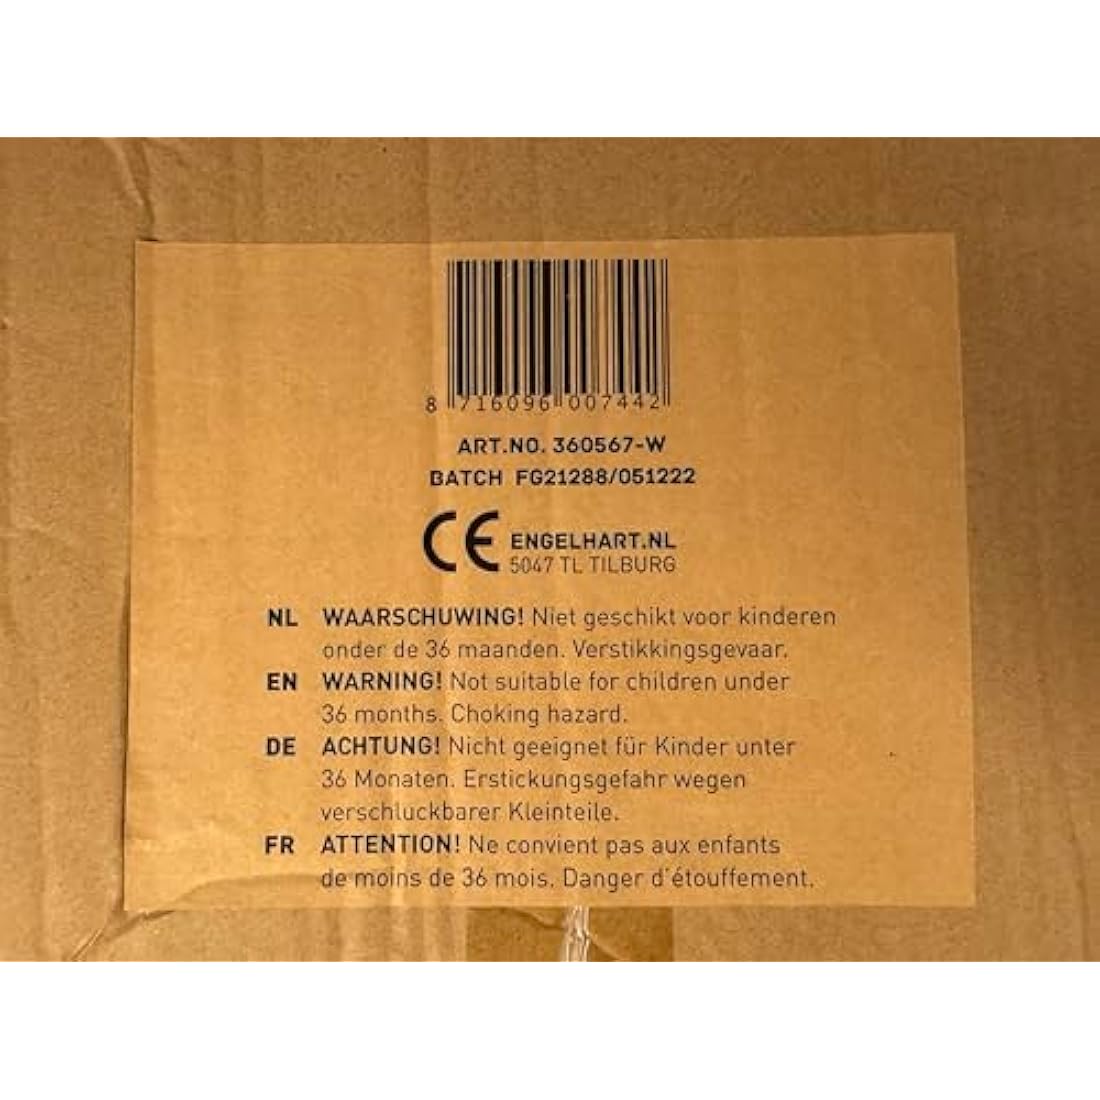 8 716096 007442
ART.NO. 360567-W
BATCH FG21288/051222
CE ENGELHART.NL
5047 TL TILBURG
NL WAARSCHUWING! Niet geschikt voor kinderen
onder de 36 maanden. Verstikkingsgevaar.
EN WARNING! Not suitable for children under
36 months. Choking hazard.
DE ACHTUNG! Nicht geeignet für Kinder unter
36 Monaten. Erstickungsgefahr wegen
verschluckbarer Kleinteile.
FR ATTENTION! Ne convient pas aux enfants
de moins de 36 mois. Danger d'étouffement.